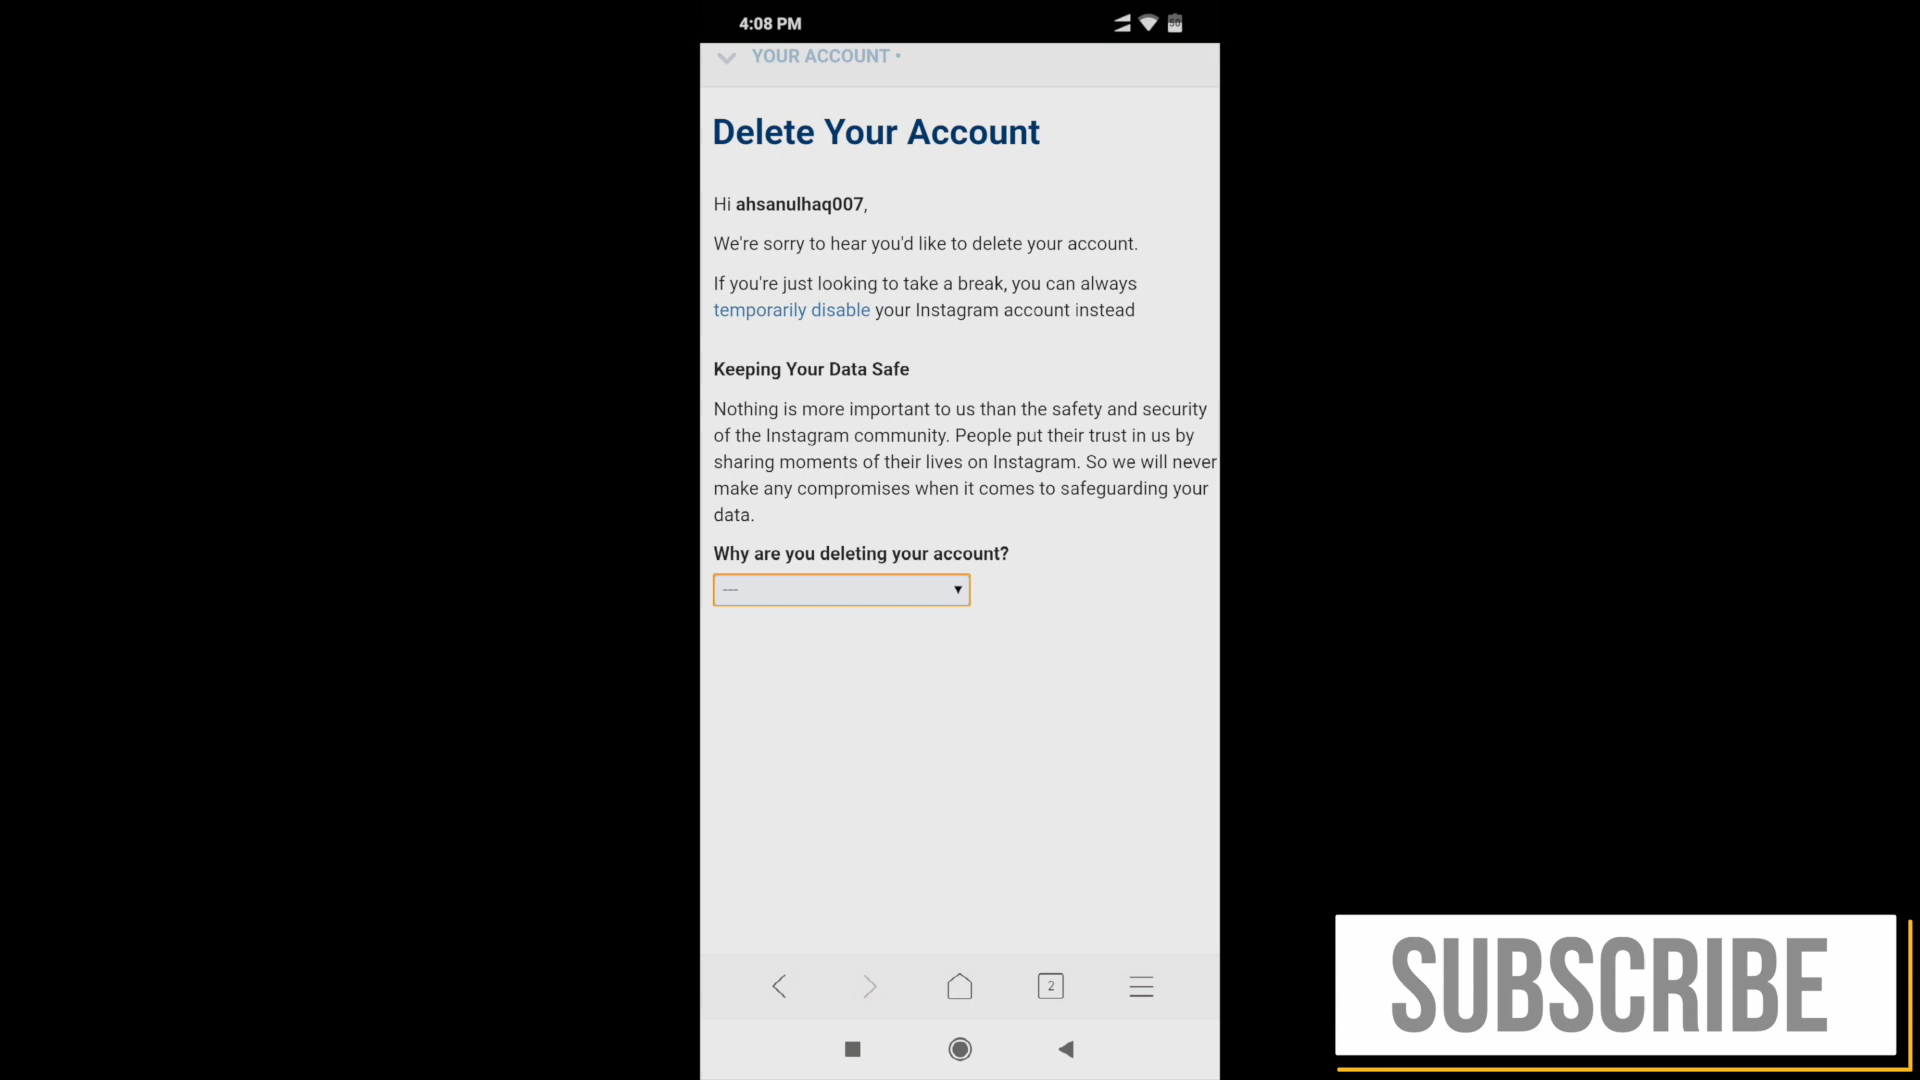 4:08 PM
50
YOUR ACCOUNT •
Delete Your Account
Hi ahsanulhaq007,
We're sorry to hear you'd like to delete your account.
If you're just looking to take a break, you can always
temporarily disable your Instagram account instead
Keeping Your Data Safe
Nothing is more important to us than the safety and security
of the Instagram community. People put their trust in us by
sharing moments of their lives on Instagram. So we will never
make any compromises when it comes to safeguarding your
data.
Why are you deleting your account?
---
2
SUBSCRIBE